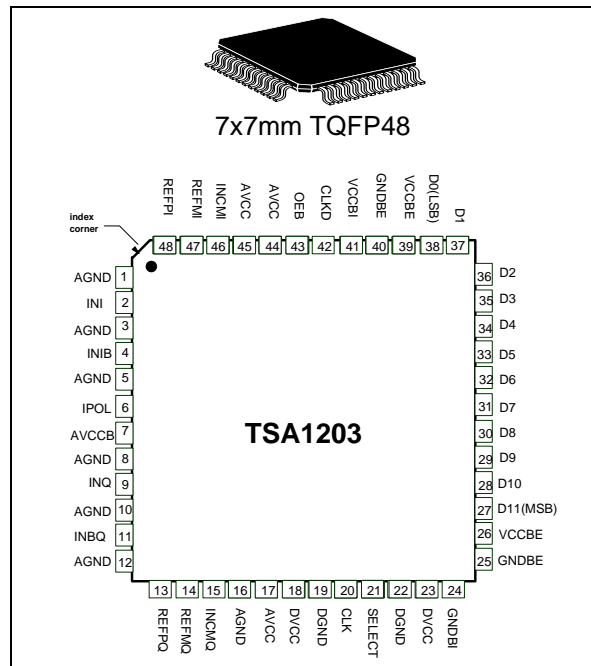 7x7mm TQFP48
index
corner
REFPI
REFMI
INCMI
AVCC
AVCC
OEB
CLKD
VCCBI
GNDBE
VCCBE
D0(LSB)
D1
48 47 46 45 44 43 42 41 40 39 38 37
AGND 1
INI 2
AGND 3
INIB 4
AGND 5
IPOL 6
AVCCB 7
AGND 8
INQ 9
AGND 10
INBQ 11
AGND 12
TSA1203
36 D2
35 D3
34 D4
33 D5
32 D6
31 D7
30 D8
29 D9
28 D10
27 D11(MSB)
26 VCCBE
25 GNDBE
13 14 15 16 17 18 19 20 21 22 23 24
REFPQ
REFMQ
INCMQ
AGND
AVCC
DVCC
DGND
CLK
SELECT
DGND
DVCC
GNDBI